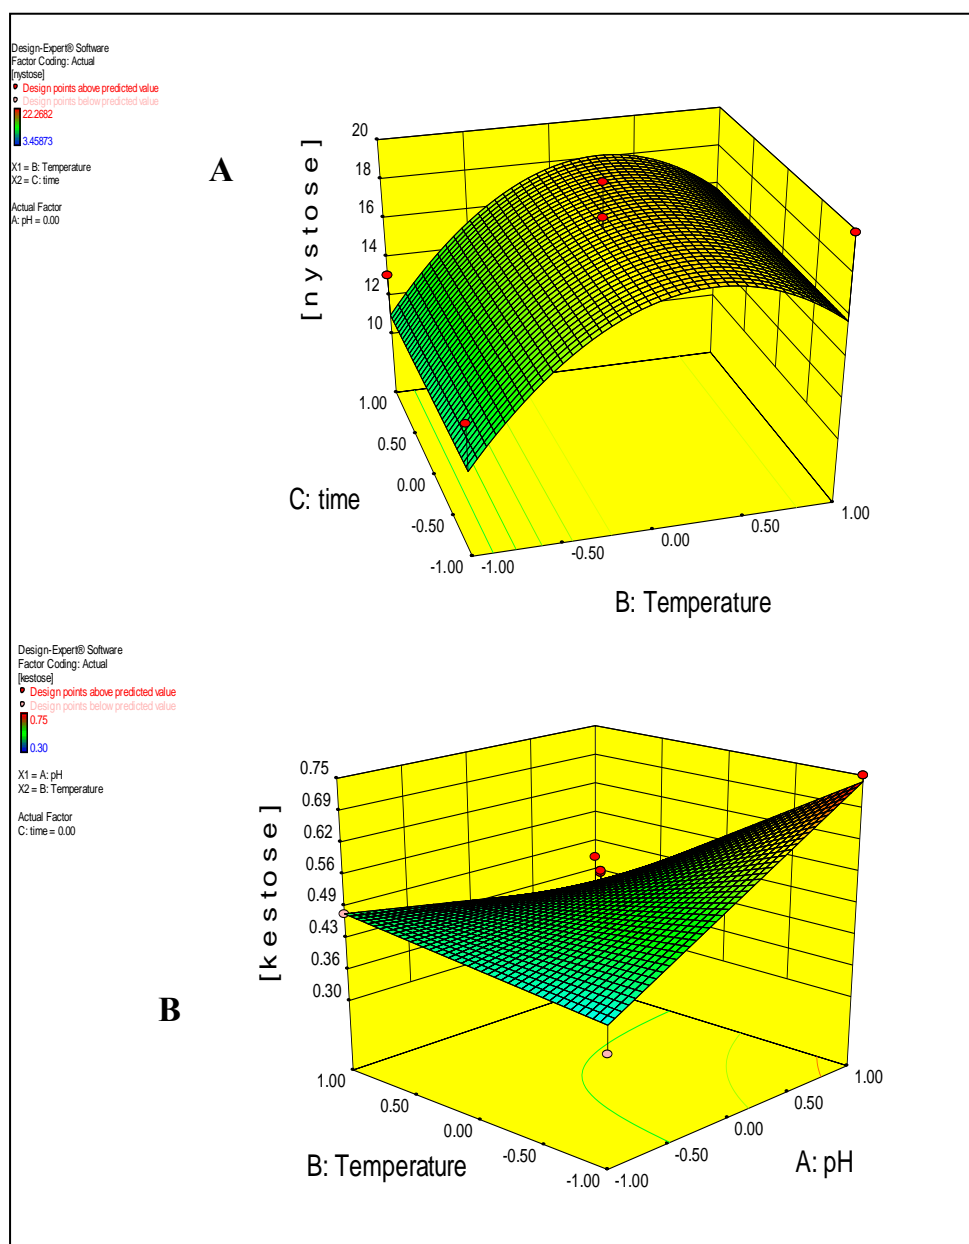 Design-Expert® Software
Factor Coding: Actual
[nystose]
Design points above predicted value
Design points below predicted value
22.2682
3.45873
X1 = B: Temperature
X2 = C: time
Actual Factor
A: pH = 0.00
A
20
18
16
14
12
10
[nystose]
1.00
0.50
0.00
-0.50
-1.00
C: time
-1.00
-0.50
0.00
0.50
1.00
B: Temperature
Design-Expert® Software
Factor Coding: Actual
[kestose]
Design points above predicted value
Design points below predicted value
0.75
0.30
X1 = A: pH
X2 = B: Temperature
Actual Factor
C: time = 0.00
B
0.75
0.69
0.62
0.56
0.49
0.43
0.36
0.30
[kestose]
1.00
0.50
0.00
-0.50
-1.00
B: Temperature
-1.00
-0.50
0.00
0.50
1.00
A: pH